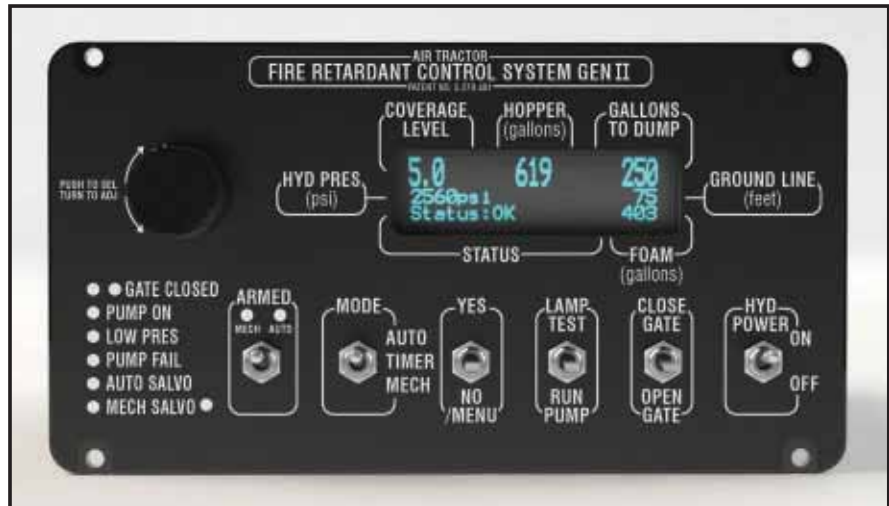 AIR TRACTOR
FIRE RETARDANT CONTROL SYSTEM GEN II
COVERAGE LEVEL
HOPPER (gallons)
GALLONS TO DUMP
PUSH TO SEL
TURN TO ADJ
HYD PRES (psi)
5.0 619 250
2560psi 75
Status:OK 403
GROUND LINE (feet)
STATUS
FOAM (gallons)
GATE CLOSED
PUMP ON
LOW PRES
PUMP FAIL
AUTO SALVO
MECH SALVO
ARMED
MECH AUTO
MODE
AUTO
TIMER
MECH
YES
NO
/MENU
LAMP TEST
RUN PUMP
CLOSE GATE
OPEN GATE
HYD POWER
ON
OFF